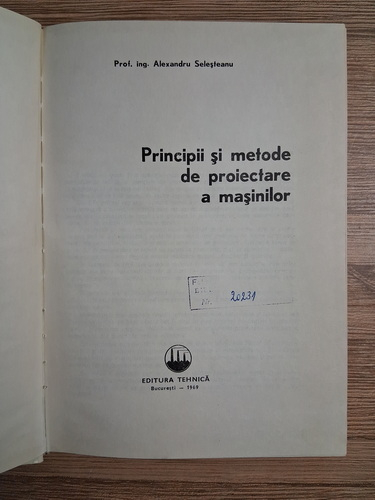 Prof. ing. Alexandru Seleșteanu
Principii și metode
de proiectare
a mașinilor
20231
EDITURA TEHNICĂ
București — 1969